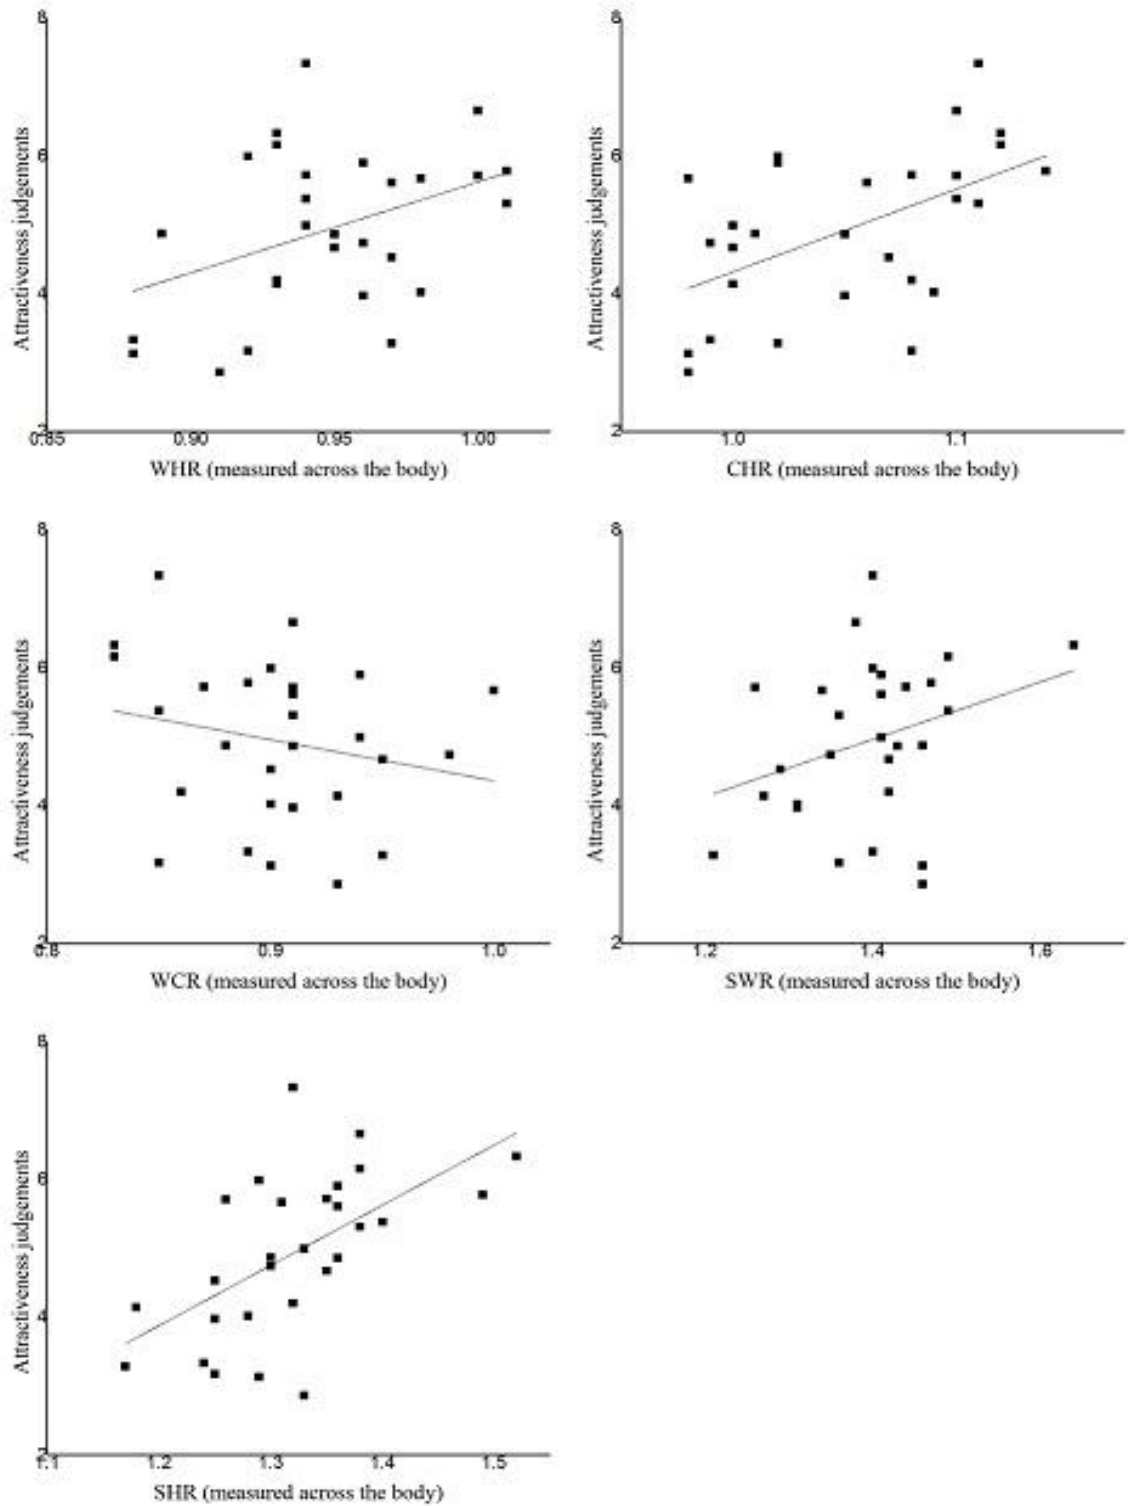 8
8
Attractiveness judgements
Attractiveness judgements
6
6
4
4
2
2
0.85 0.90 0.95 1.00
1.0 1.1
WHR (measured across the body)
CHR (measured across the body)
8
8
Attractiveness judgements
Attractiveness judgements
6
6
4
4
2
2
0.8 0.9 1.0
1.2 1.4 1.6
WCR (measured across the body)
SWR (measured across the body)
8
Attractiveness judgements
6
4
2
1.1 1.2 1.3 1.4 1.5
SHR (measured across the body)